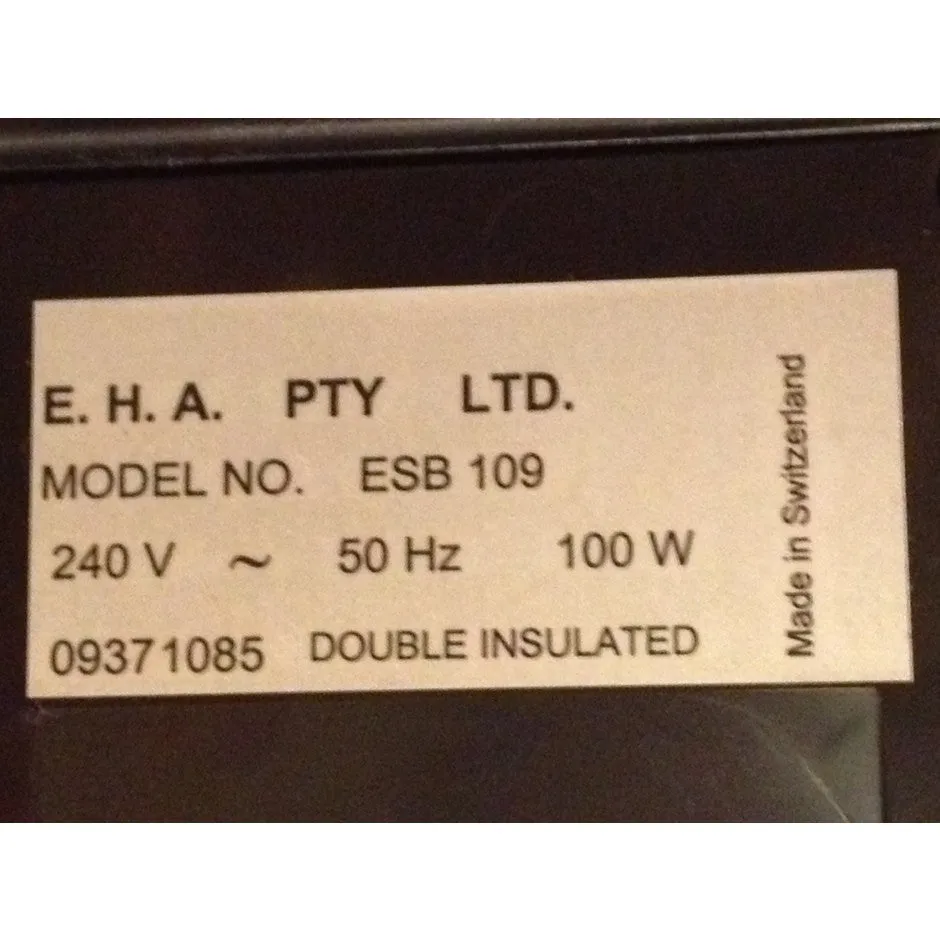 E. H. A. PTY LTD.
MODEL NO. ESB 109
240 V ~ 50 Hz 100 W
09371085 DOUBLE INSULATED
Made in Switzerland